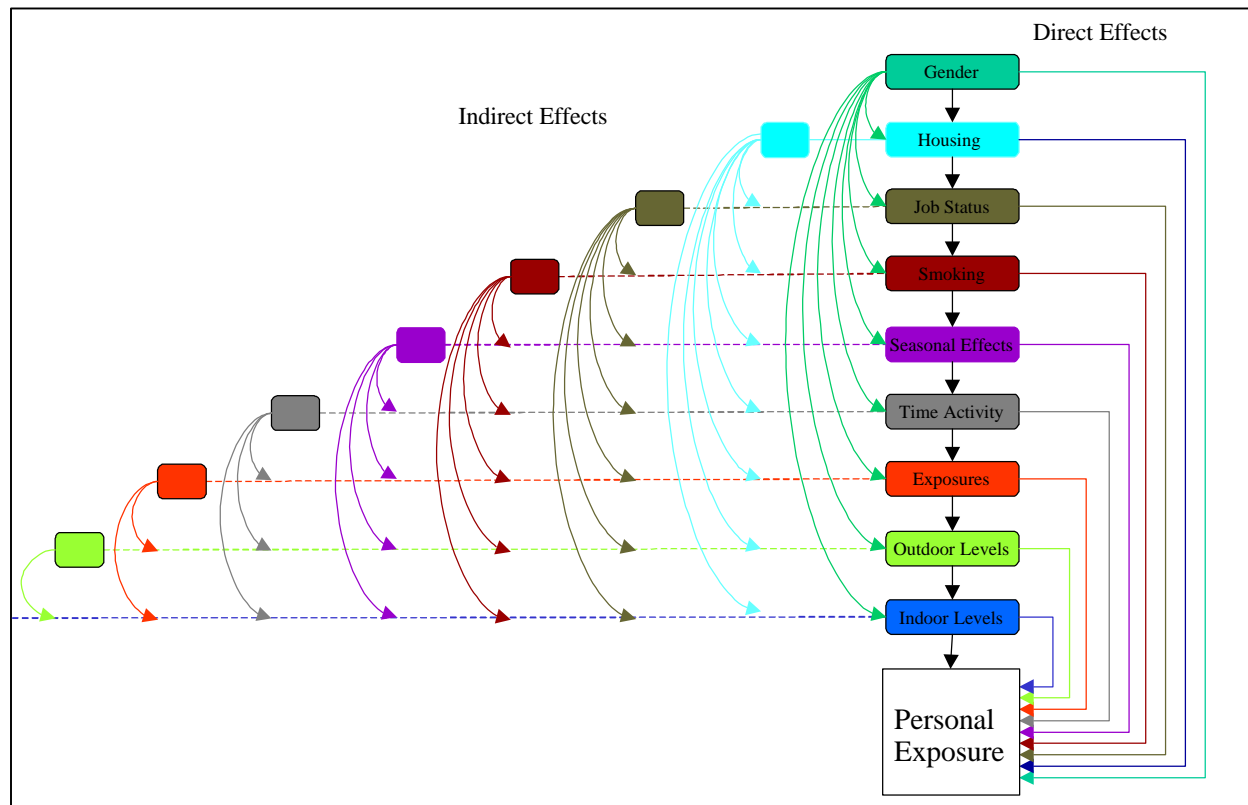 Direct Effects
Gender
Indirect Effects
Housing
Job Status
Smoking
Seasonal Effects
Time Activity
Exposures
Outdoor Levels
Indoor Levels
Personal
Exposure